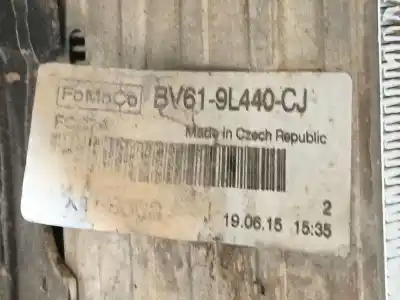 FoMoCo BV61-9L440-CJ
Made in Czech Republic
2
19.06.15 15:35